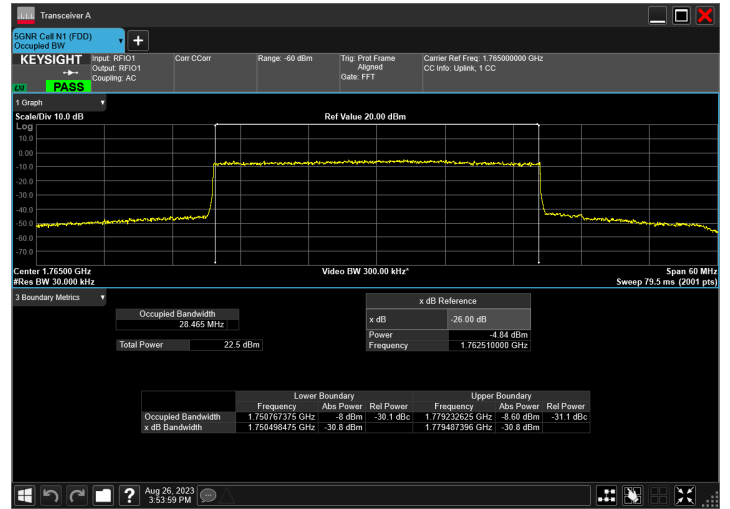 Transceiver A
5GNR Cell N1 (FDD)
Occupied BW
KEYSIGHT
PASS
Input: RFIO1
Output: RFIO1
Coupling: AC
Corr CCorr
Range: -60 dBm
Trig: Prot Frame
Aligned
Gate: FFT
Carrier Ref Freq: 1.765000000 GHz
CC Info: Uplink, 1 CC
1 Graph
Scale/Div 10.0 dB
Ref Value 20.00 dBm
Log
10.0
0.00
-10.0
-20.0
-30.0
-40.0
-50.0
-60.0
-70.0
Center 1.76500 GHz
Video BW 300.00 kHz*
Span 60 MHz
#Res BW 30.000 kHz
Sweep 79.5 ms (2001 pts)
3 Boundary Metrics
Occupied Bandwidth
28.465 MHz
Total Power 22.5 dBm
x dB Reference
x dB -26.00 dB
Power -4.84 dBm
Frequency 1.762510000 GHz
Lower Boundary Upper Boundary
Frequency Abs Power Rel Power Frequency Abs Power Rel Power
Occupied Bandwidth 1.750767375 GHz -8 dBm -30.1 dBc 1.779232625 GHz -8.60 dBm -31.1 dBc
x dB Bandwidth 1.750498475 GHz -30.8 dBm 1.779487396 GHz -30.8 dBm
Aug 26, 2023
3:53:59 PM